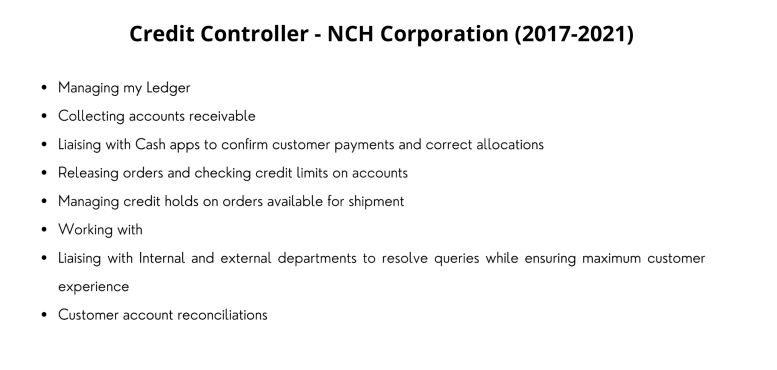 Credit Controller - NCH Corporation (2017-2021)
• Managing my Ledger
• Collecting accounts receivable
• Liaising with Cash apps to confirm customer payments and correct allocations
• Releasing orders and checking credit limits on accounts
• Managing credit holds on orders available for shipment
• Working with
• Liaising with Internal and external departments to resolve queries while ensuring maximum customer
experience
• Customer account reconciliations